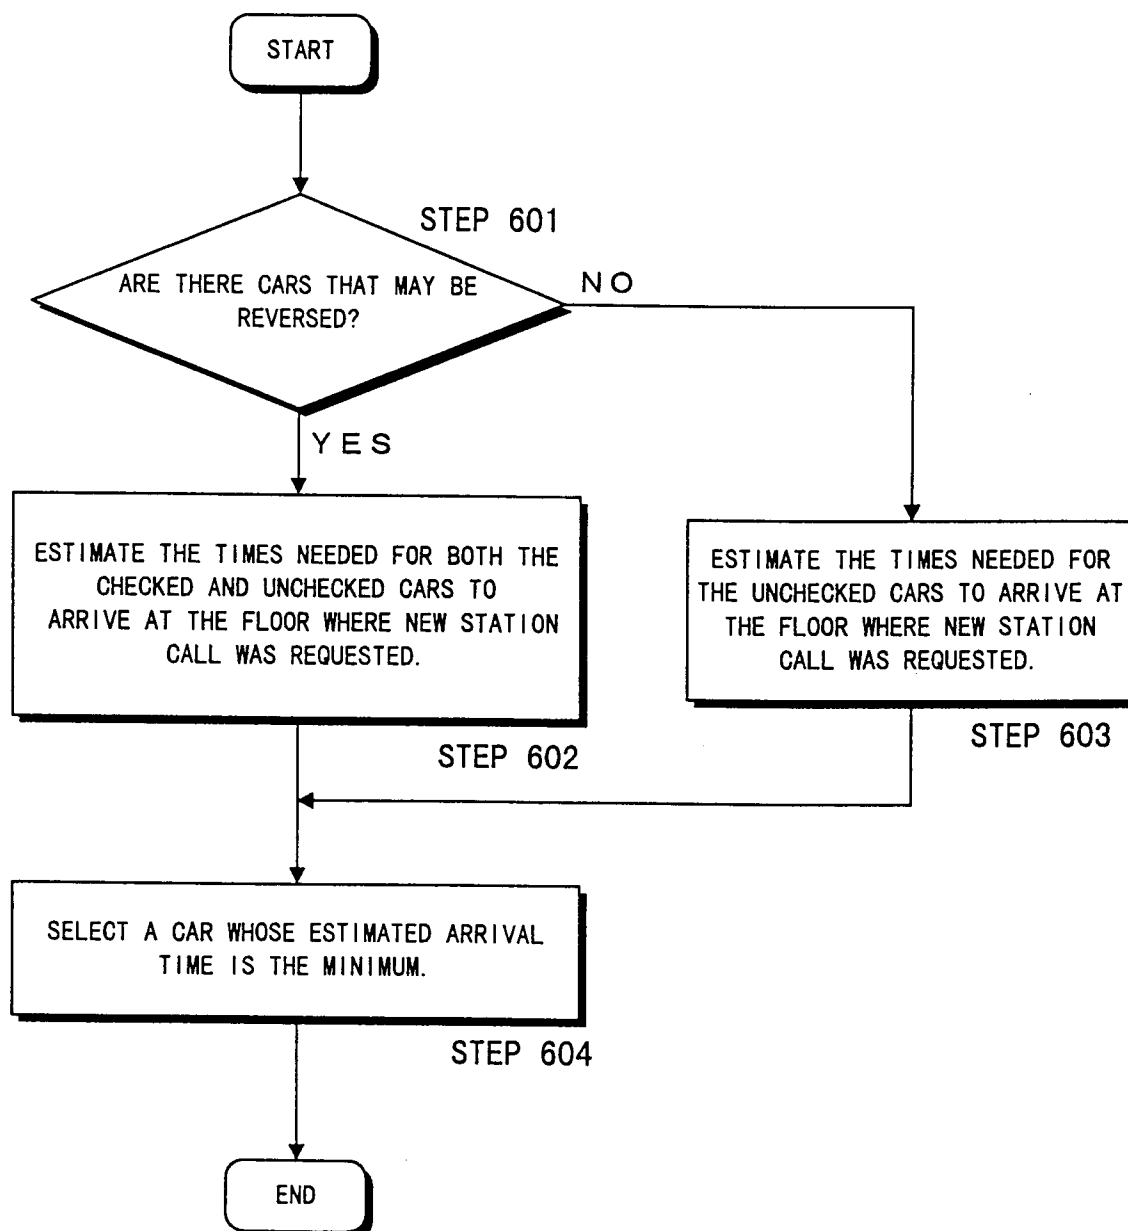 START
STEP 601
ARE THERE CARS THAT MAY BE
REVERSED?
NO
YES
ESTIMATE THE TIMES NEEDED FOR BOTH THE
CHECKED AND UNCHECKED CARS TO
ARRIVE AT THE FLOOR WHERE NEW STATION
CALL WAS REQUESTED.
STEP 602
ESTIMATE THE TIMES NEEDED FOR
THE UNCHECKED CARS TO ARRIVE AT
THE FLOOR WHERE NEW STATION
CALL WAS REQUESTED.
STEP 603
SELECT A CAR WHOSE ESTIMATED ARRIVAL
TIME IS THE MINIMUM.
STEP 604
END